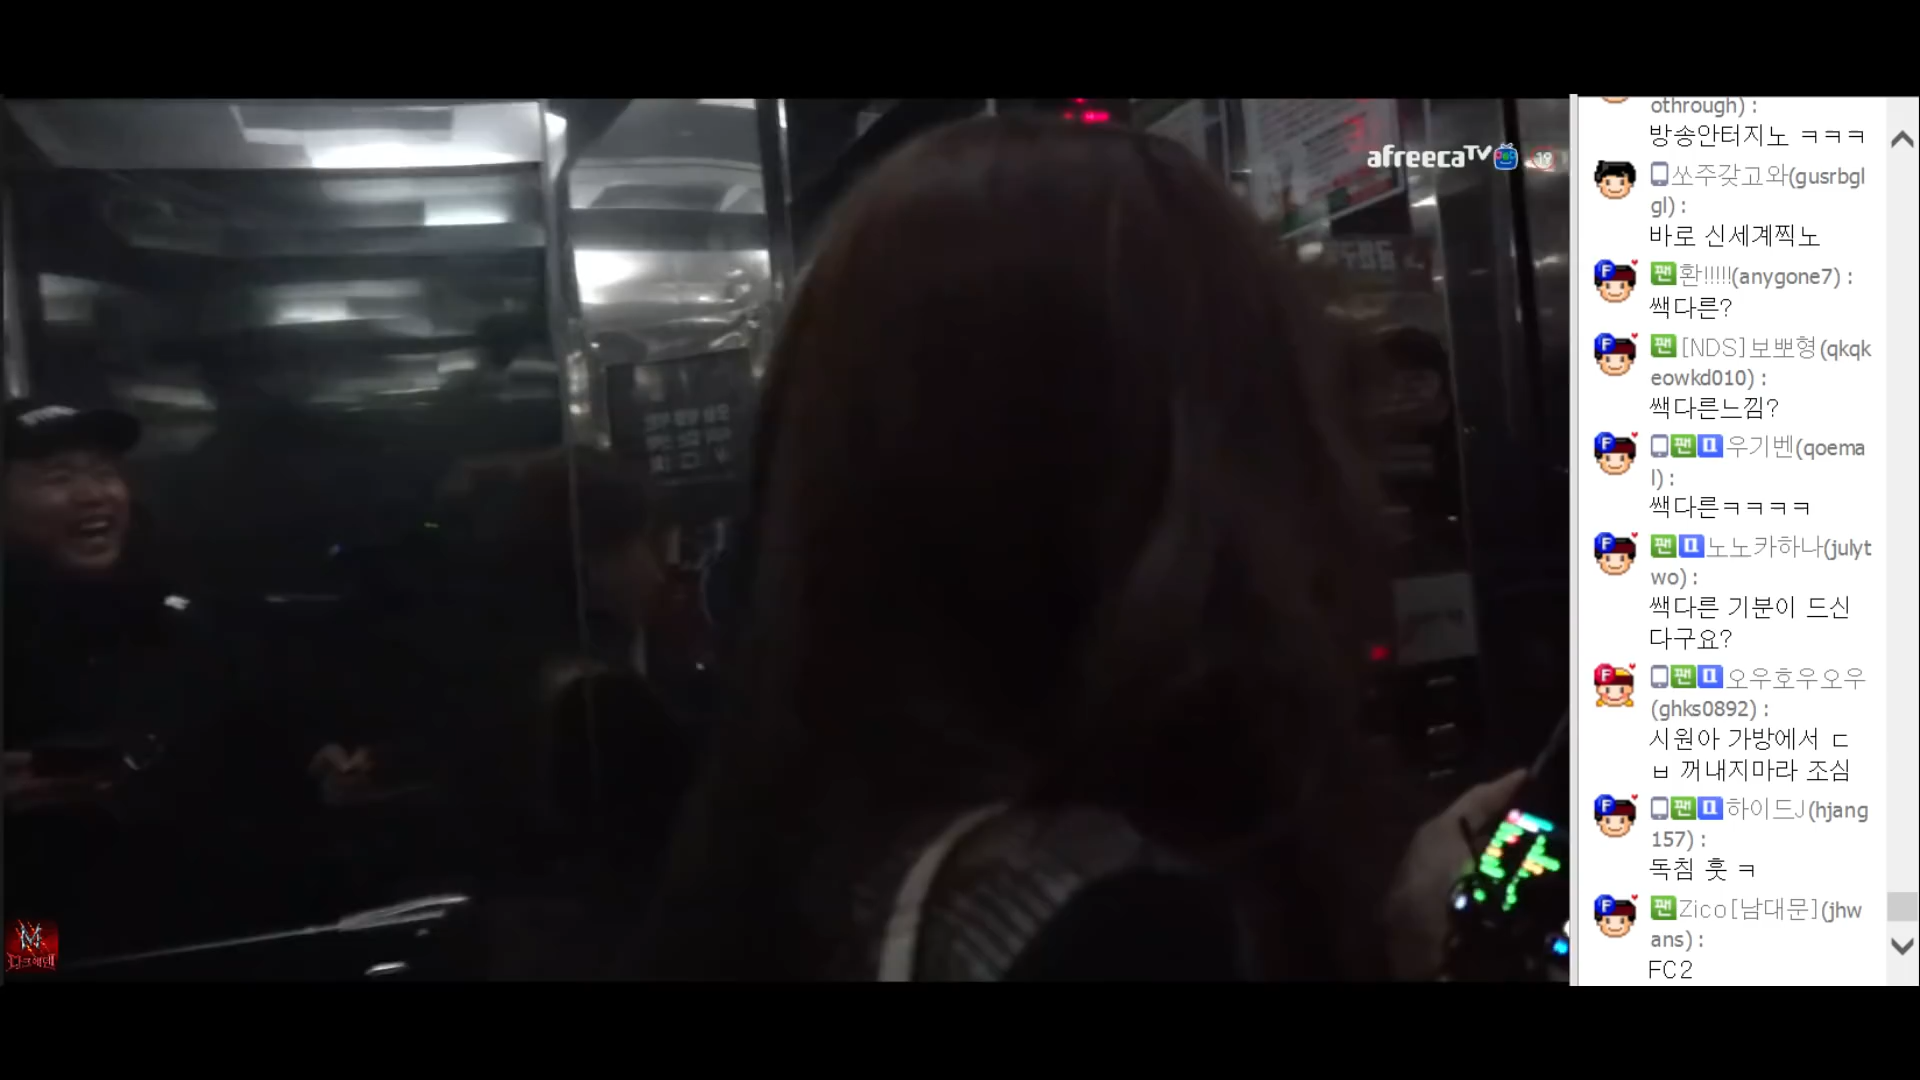 afreecaTV
19
othrough) :
방송안터지노 ㅋㅋㅋ
쏘주갖고와(gusrbgl
gl) :
바로 신세계찍노
팬 환!!!!!(anygone7) :
쌕다른?
팬 [NDS]보뽀형(qkqk
eowkd010) :
쌕다른느낌?
팬 우기벤(qoema
l) :
쌕다른ㅋㅋㅋㅋ
팬 노노카하나(julyt
wo) :
쌕다른 기분이 드신
다구요?
팬 오우호우오우
(ghks0892) :
시원아 가방에서 ㄷ
ㅂ 꺼내지마라 조심
팬 하이드J(hjang
157) :
독침 훗 ㅋ
팬 Zico[남대문](jhw
ans) :
FC2